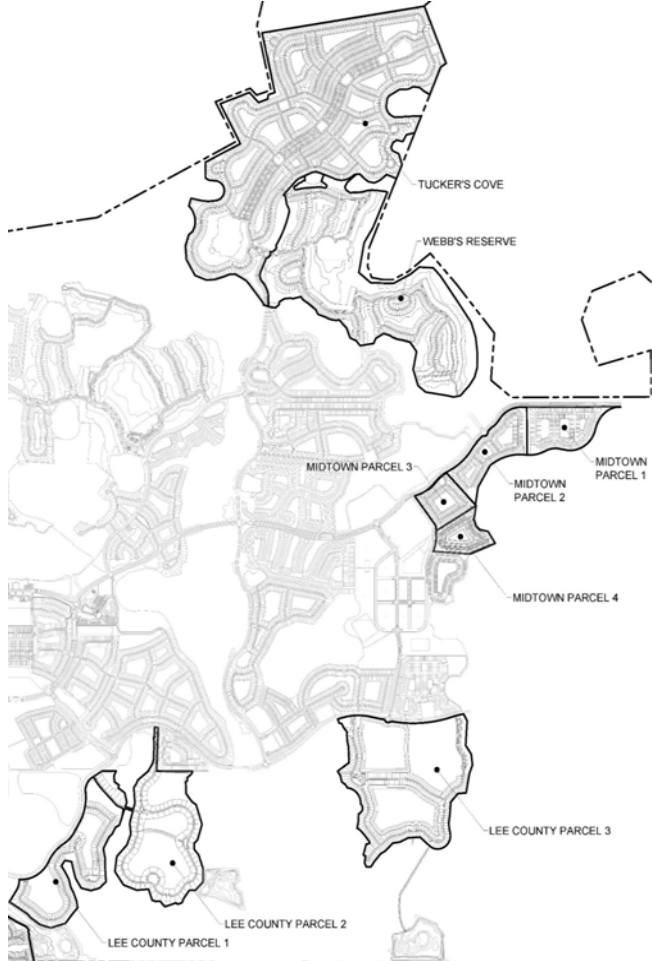 TUCKER'S COVE
WEBB'S RESERVE
MIDTOWN PARCEL 3
MIDTOWN
PARCEL 1
MIDTOWN
PARCEL 2
MIDTOWN PARCEL 4
LEE COUNTY PARCEL 3
LEE COUNTY PARCEL 2
LEE COUNTY PARCEL 1